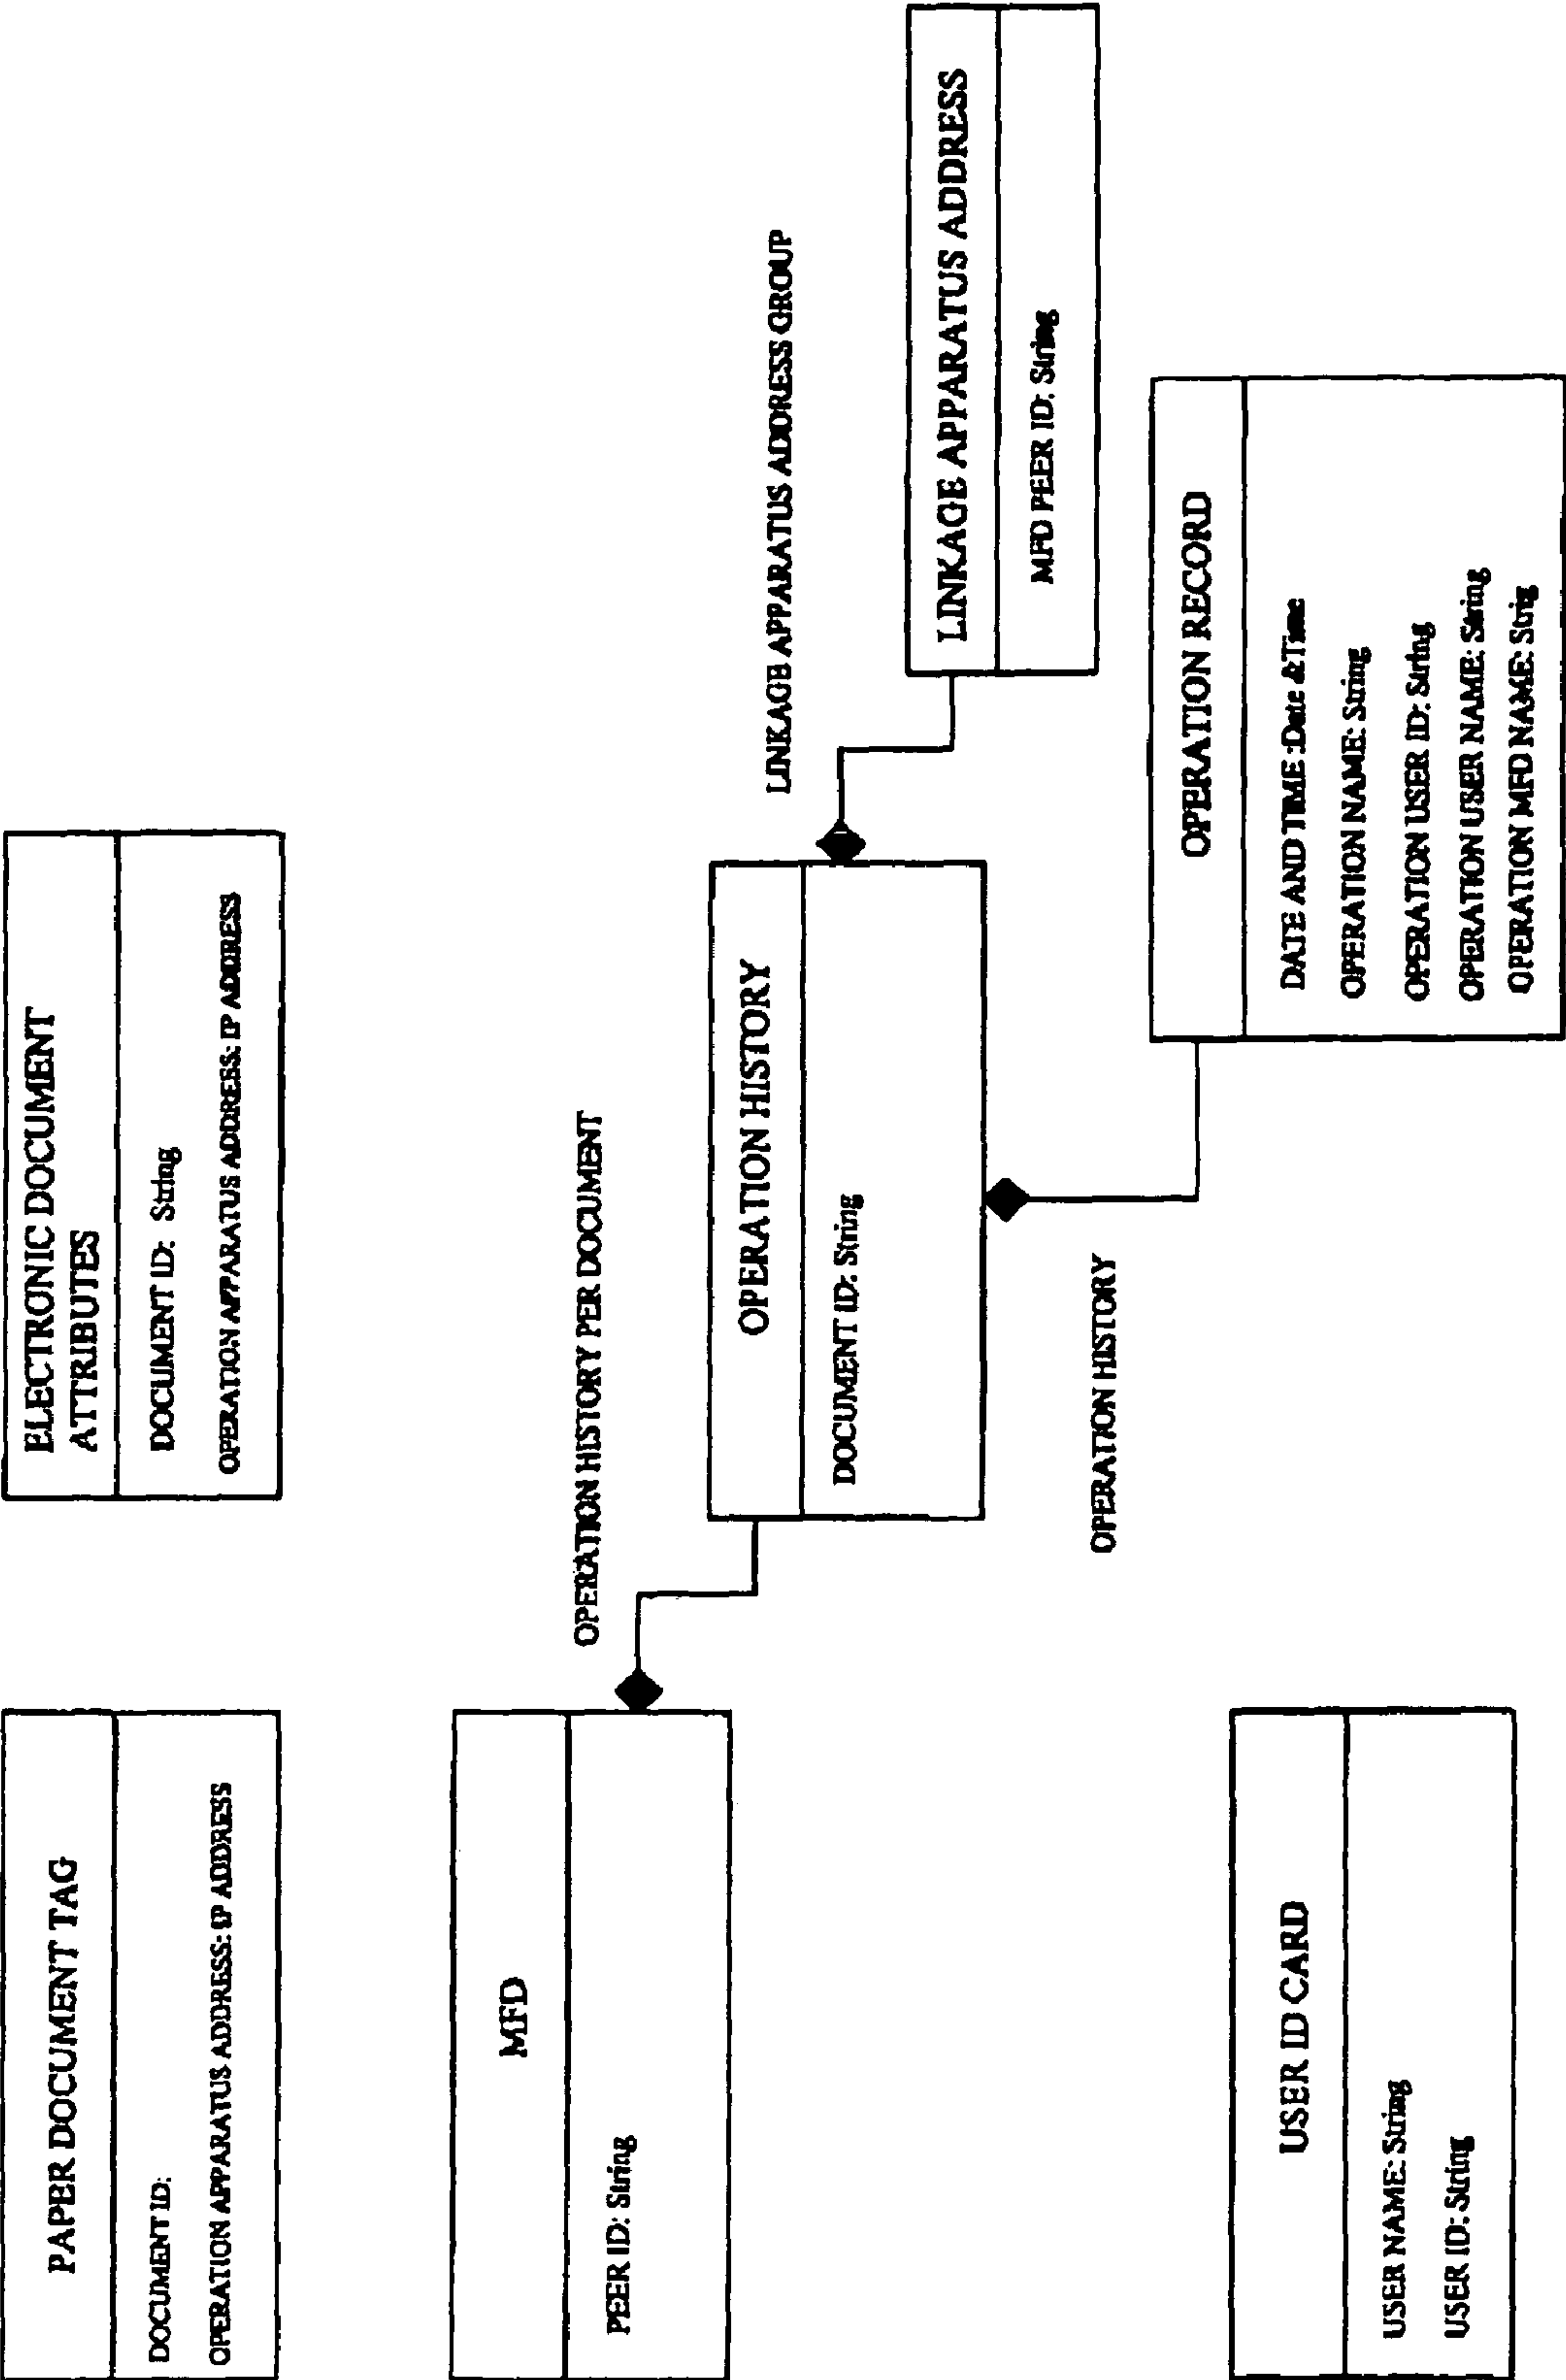 PAPER DOCUMENT TAG
DOCUMENT ID:
OPERATION APPARATUS ADDRESS: IP ADDRESS
ELECTRONIC DOCUMENT
ATTRIBUTES
DOCUMENT ID: String
OPERATION APPARATUS ADDRESS: IP ADDRESS
MFD
PEER ID: String
OPERATION HISTORY PER DOCUMENT
OPERATION HISTORY
DOCUMENT ID: String
LINKAGE APPARATUS ADDRESS GROUP
LINKAGE APPARATUS ADDRESS
MFD PEER ID: String
OPERATION HISTORY
OPERATION RECORD
DATE AND TIME :Date &Time
OPERATION NAME: String
OPERATION USER ID: String
OPERATION USER NAME: String
OPERATION MFD NAME: Strig
USER ID CARD
USER NAME: String
USER ID: String